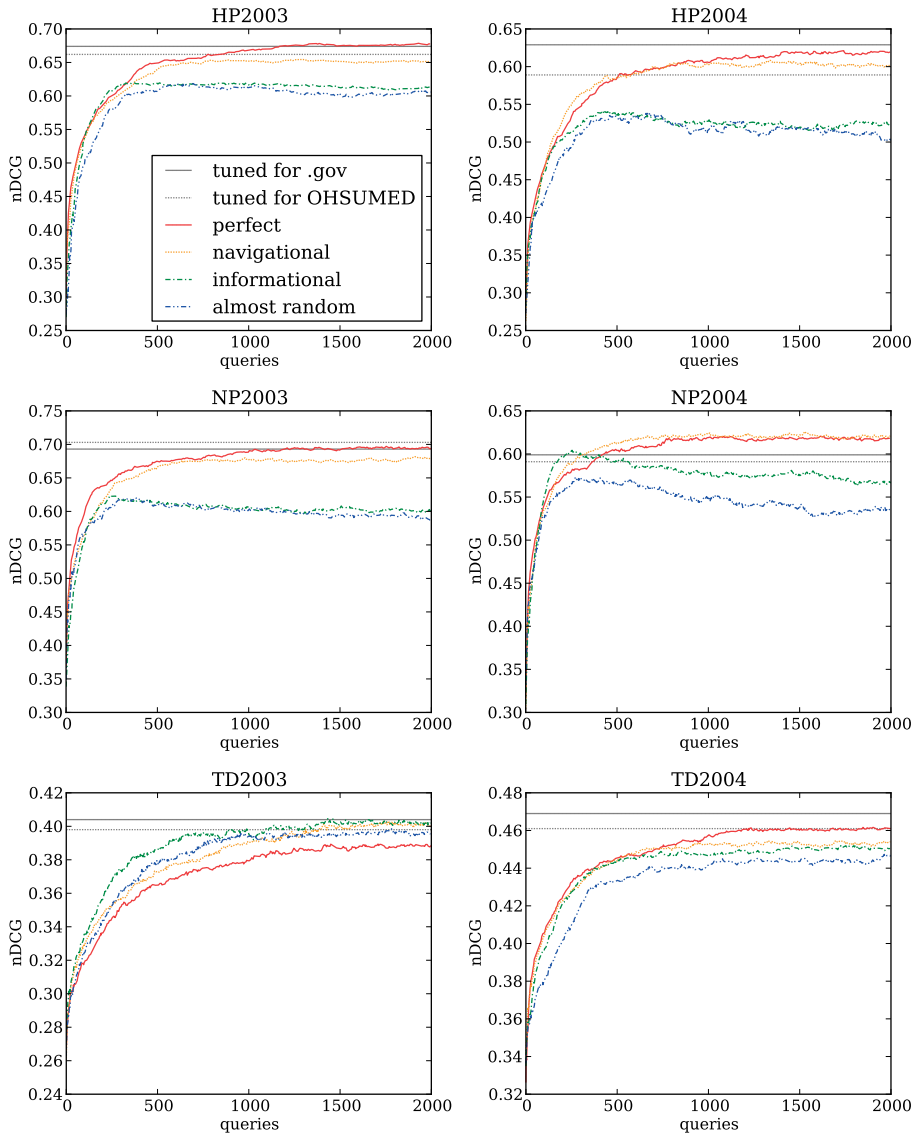 HP2003
nDCG
0.70
0.65
0.60
0.55
0.50
0.45
0.40
0.35
0.30
0.25
tuned for .gov
tuned for OHSUMED
perfect
navigational
informational
almost random
0 500 1000 1500 2000
queries
HP2004
nDCG
0.65
0.60
0.55
0.50
0.45
0.40
0.35
0.30
0.25
0 500 1000 1500 2000
queries
NP2003
nDCG
0.75
0.70
0.65
0.60
0.55
0.50
0.45
0.40
0.35
0.30
0 500 1000 1500 2000
queries
NP2004
nDCG
0.65
0.60
0.55
0.50
0.45
0.40
0.35
0.30
0 500 1000 1500 2000
queries
TD2003
nDCG
0.42
0.40
0.38
0.36
0.34
0.32
0.30
0.28
0.26
0.24
0 500 1000 1500 2000
queries
TD2004
nDCG
0.48
0.46
0.44
0.42
0.40
0.38
0.36
0.34
0.32
0 500 1000 1500 2000
queries